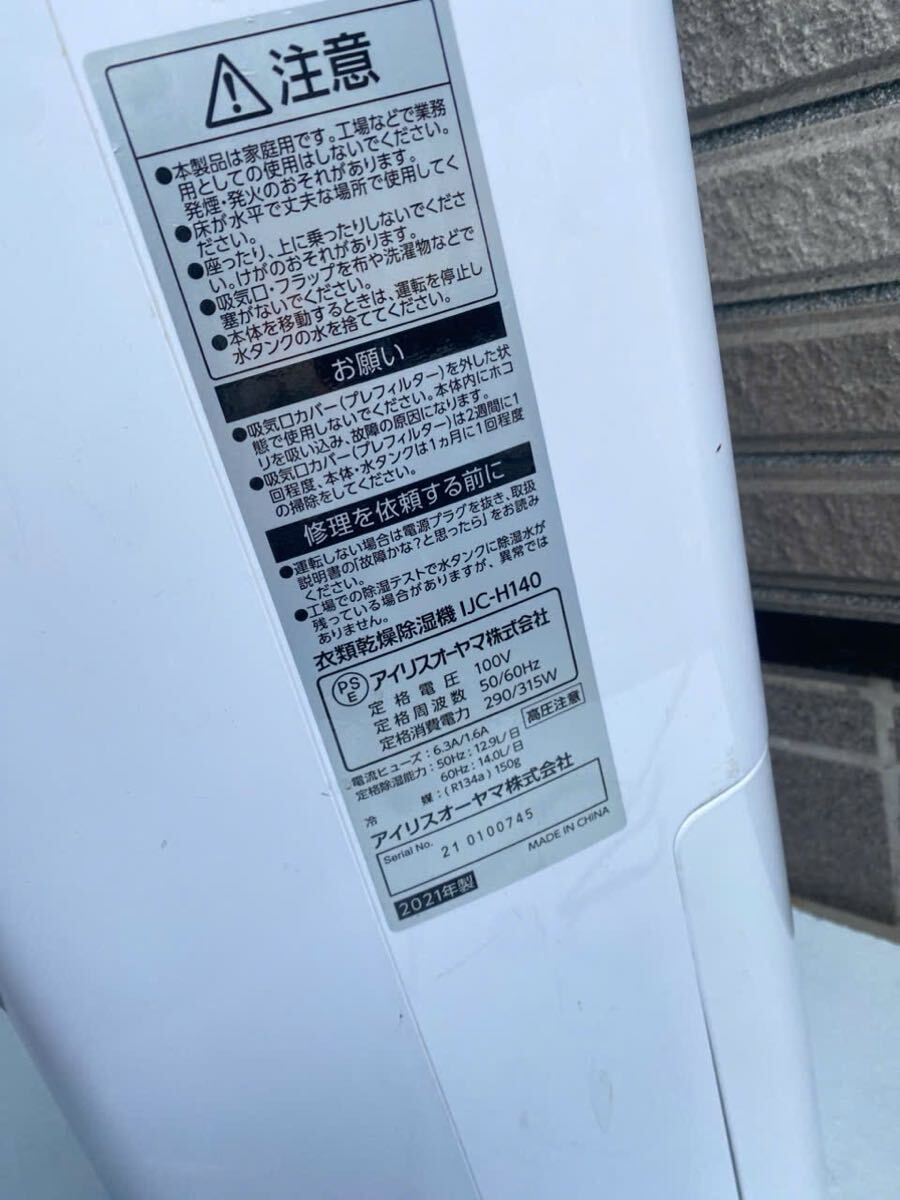 注意
●本製品は家庭用です。工場などで業務
用としての使用はしないでください。
発煙・発火のおそれがあります。
●床が水平で丈夫な場所で使用してく
ださい。
●座ったり、上に乗ったりしないでくださ
い。けがのおそれがあります。
●吸気口・フラップを布や洗濯物などで
塞がないでください。
●本体を移動するときは、運転を停止し
水タンクの水を捨ててください。
お願い
●吸気口カバー(プレフィルター)を外した状
態で使用しないでください。本体内にホコ
リを吸い込み、故障の原因になります。
●吸気口カバー(プレフィルター)は2週間に1
回程度、本体・水タンクは1ヵ月に1回程度
の掃除をしてください。
修理を依頼する前に
●運転しない場合は電源プラグを抜き、取扱
説明書の「故障かな?と思ったら」をお読み
ください。
●工場での除湿テストで水タンクに除湿水が
残っている場合がありますが、異常では
ありません。
衣類乾燥除湿機 IJC-H140
PSE アイリスオーヤマ株式会社
定格電圧 100V
定格周波数 50/60Hz
定格消費電力 290/315W
電流ヒューズ:6.3A/1.6A 高圧注意
定格除湿能力:50Hz:12.9L/日
60Hz:14.0L/日
冷媒:(R134a)150g
アイリスオーヤマ株式会社
Serial No. 21 0100745
2021年製 MADE IN CHINA